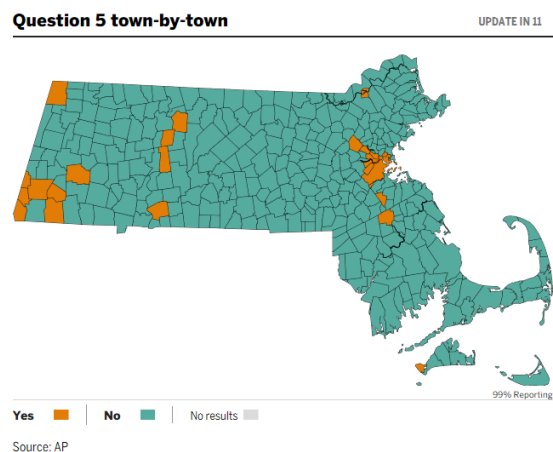 Question 5 town-by-town
UPDATE IN 11
99% Reporting
Yes No No results
Source: AP